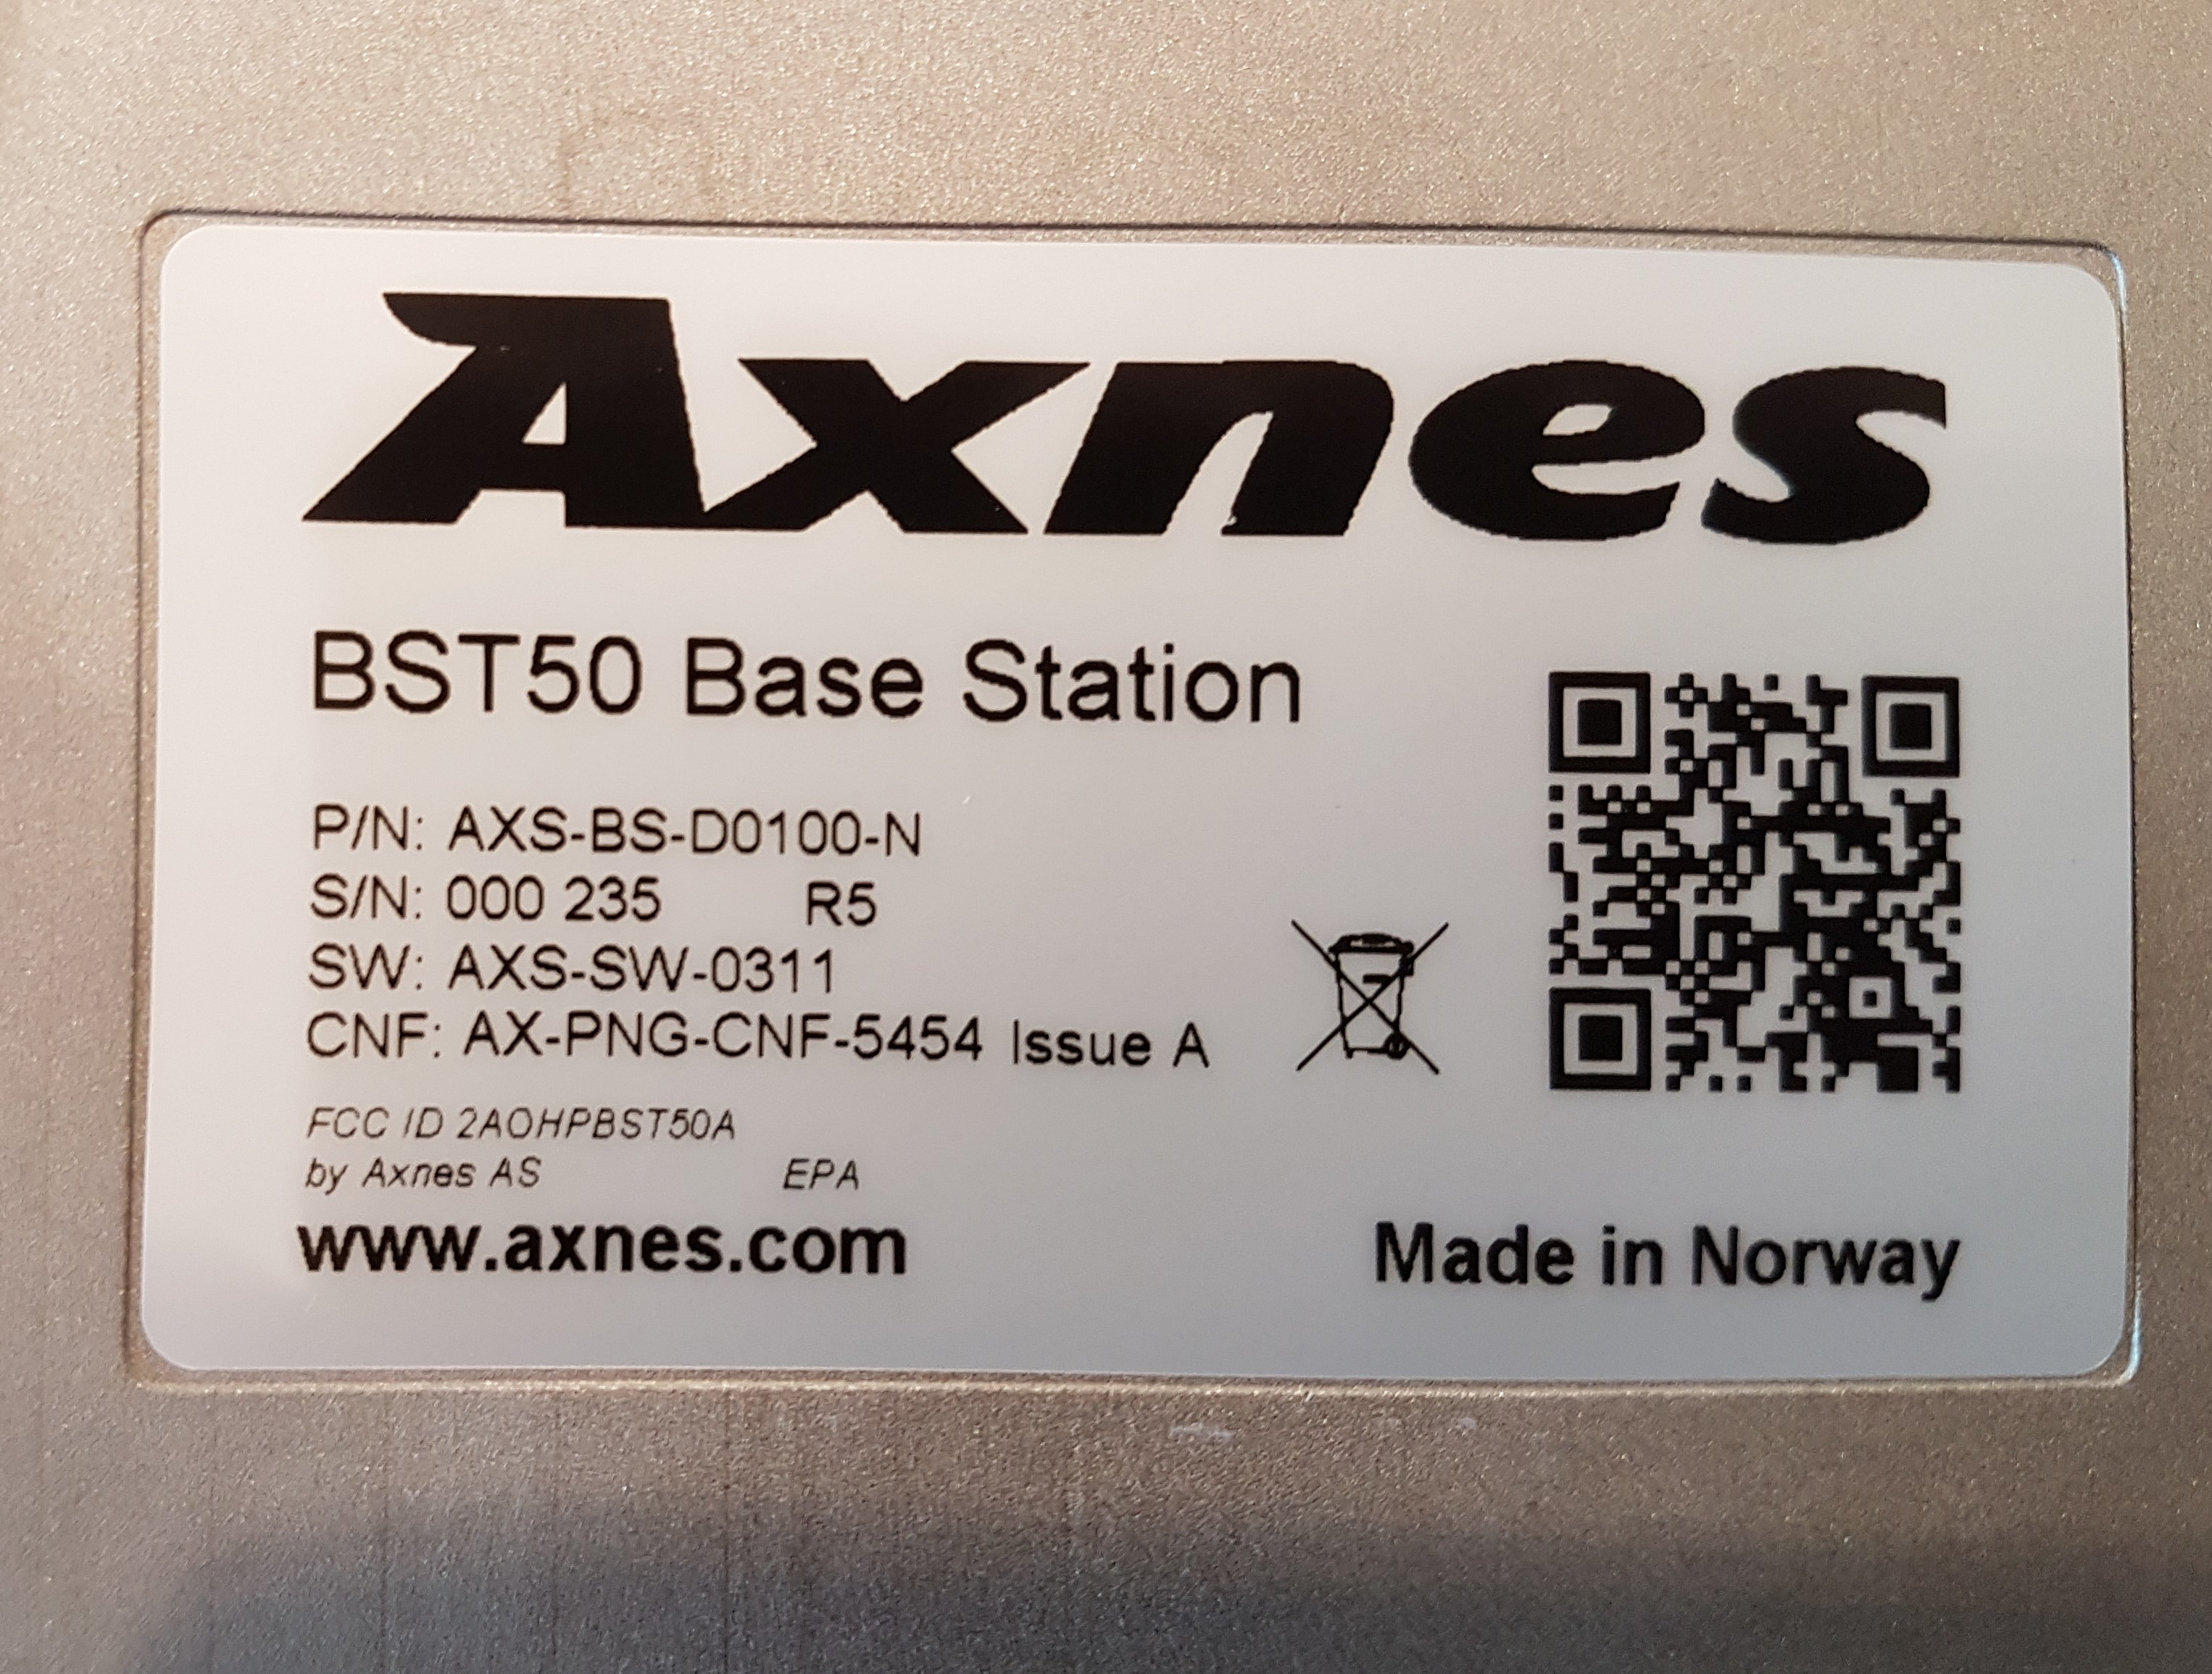 Axnes
BST50 Base Station
P/N: AXS-BS-D0100-N
S/N: 000 235 R5
SW: AXS-SW-0311
CNF: AX-PNG-CNF-5454 Issue A
FCC ID 2AOHPBST50A
by Axnes AS EPA
www.axnes.com Made in Norway